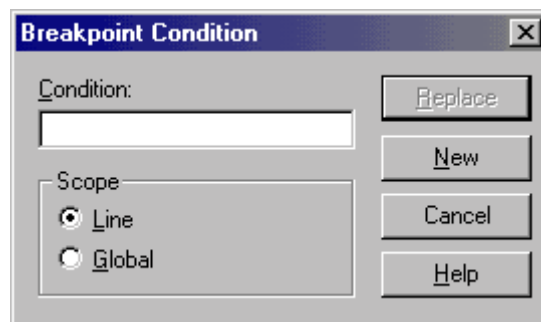 Breakpoint Condition
Condition:
Replace
New
Scope
Line
Cancel
Global
Help